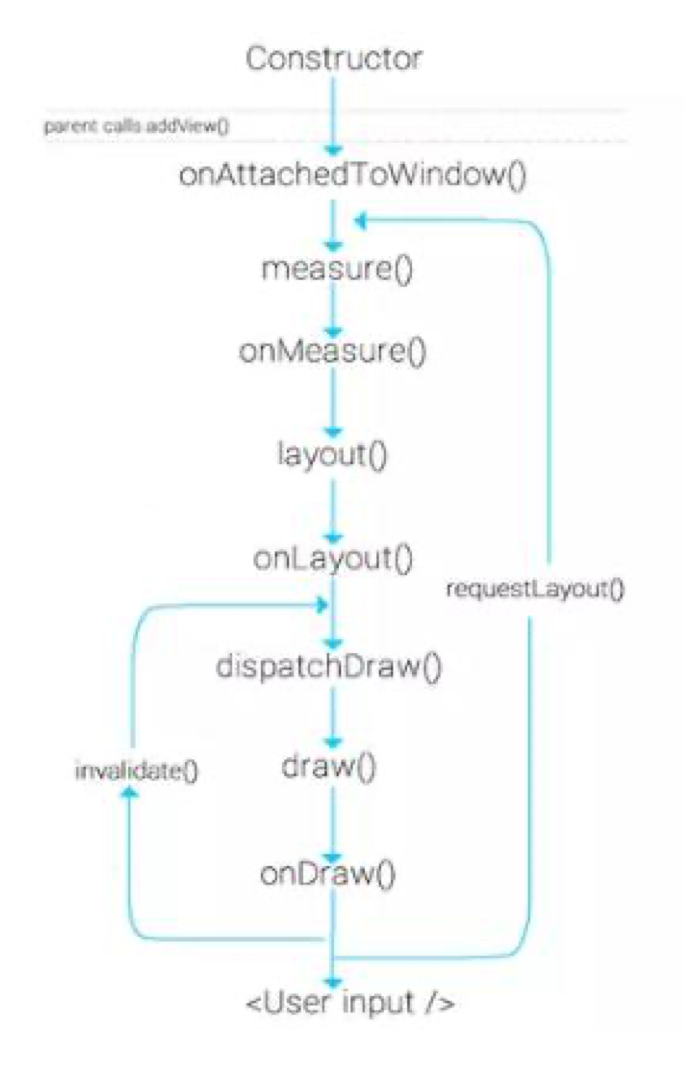 Constructor
parent calls addView()
onAttachedToWindow()
measure()
onMeasure()
layout()
onLayout()
requestLayout()
dispatchDraw()
invalidate()
draw()
onDraw()
<User input />